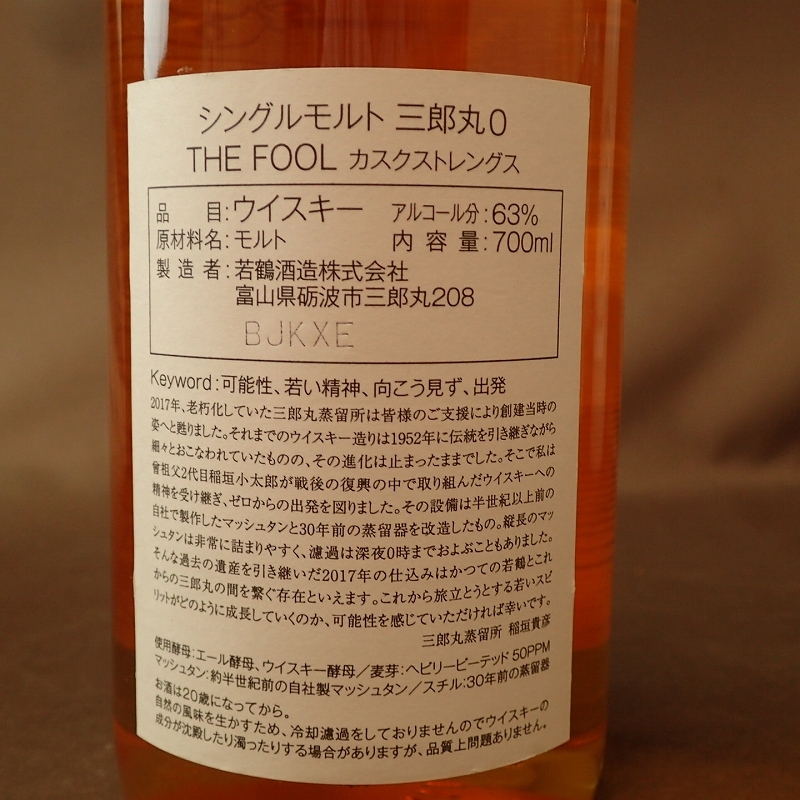 シングルモルト 三郎丸0
THE FOOL カスクストレングス
品 目:ウイスキー アルコール分:63%
原材料名:モルト 内 容 量:700ml
製 造 者:若鶴酒造株式会社
富山県砺波市三郎丸208
BJKXE
Keyword:可能性、若い精神、向こう見ず、出発
2017年、老朽化していた三郎丸蒸留所は皆様のご支援により創建当時の
姿へと甦りました。それまでのウイスキー造りは1952年に伝統を引き継ぎながら
細々とおこなわれていたものの、その進化は止まったままでした。そこで私は
曾祖父2代目稲垣小太郎が戦後の復興の中で取り組んだウイスキーへの
精神を受け継ぎ、ゼロからの出発を図りました。その設備は半世紀以上前の
自社で製作したマッシュタンと30年前の蒸留器を改造したもの。縦長のマッ
シュタンは非常に詰まりやすく、濾過は深夜0時までおよぶこともありました。
そんな過去の遺産を引き継いだ2017年の仕込みはかつての若鶴とこれ
からの三郎丸の間を繋ぐ存在といえます。これから旅立とうとする若いスピ
リットがどのように成長していくのか、可能性を感じていただければ幸いです。
三郎丸蒸留所 稲垣貴彦
使用酵母:エール酵母、ウイスキー酵母／麦芽:ヘビリーピーテッド50PPM
マッシュタン:約半世紀前の自社製マッシュタン／スチル:30年前の蒸留器
お酒は20歳になってから。
自然の風味を生かすため、冷却濾過をしておりませんのでウイスキーの
成分が沈殿したり濁ったりする場合がありますが、品質上問題ありません。